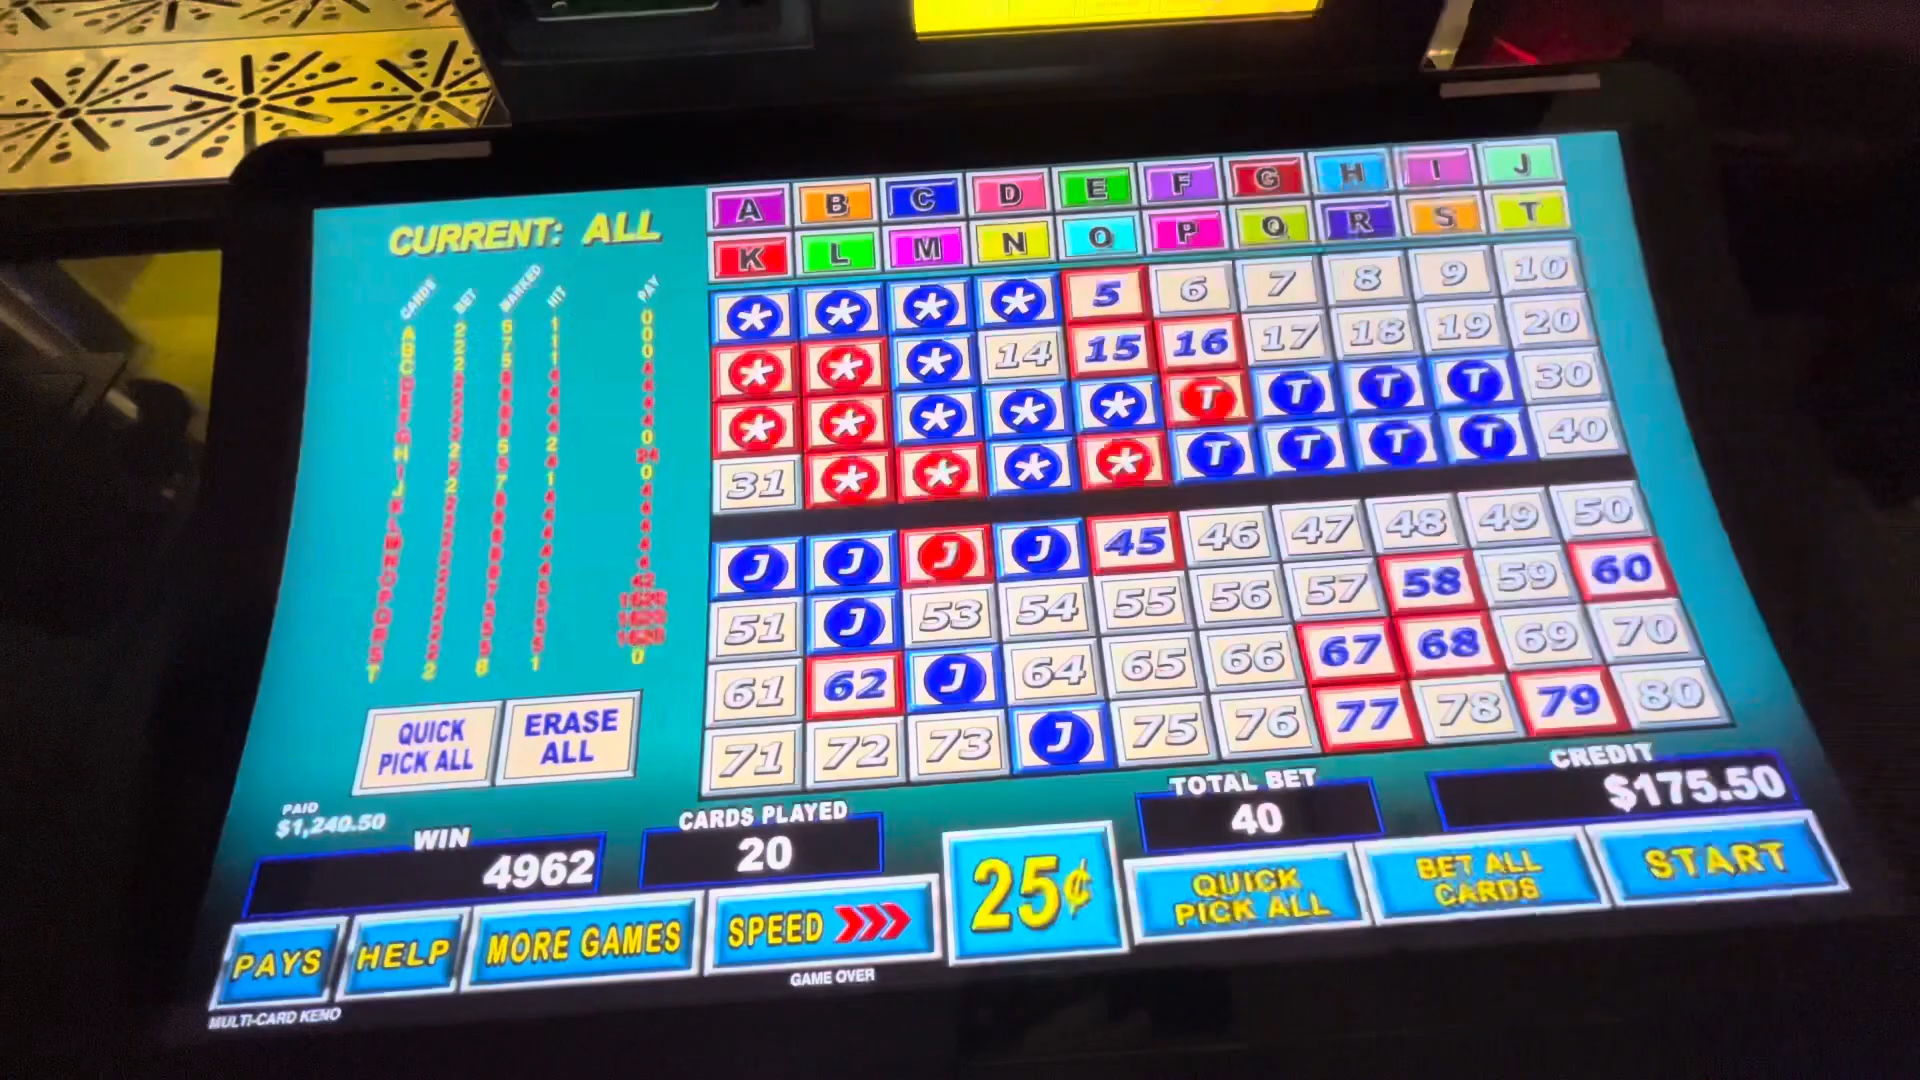 CURRENT: ALL
A B C D E F G H I J
K L M N O P Q R S T
CARDS BET MARKED HIT PAY
* * * * 5 6 7 8 9 10
* * * 14 15 16 17 18 19 20
* * * * * T T T T 30
31 * * * * T T T T 40
J J J J 45 46 47 48 49 50
51 J 53 54 55 56 57 58 59 60
61 62 J 64 65 66 67 68 69 70
71 72 73 J 75 76 77 78 79 80
QUICK PICK ALL
ERASE ALL
PAID
$1,240.50
WIN
4962
CARDS PLAYED
20
TOTAL BET
40
CREDIT
$175.50
PAYS
HELP
MORE GAMES
SPEED
25¢
QUICK
PICK ALL
BET ALL
CARDS
START
GAME OVER
MULTI-CARD KENO